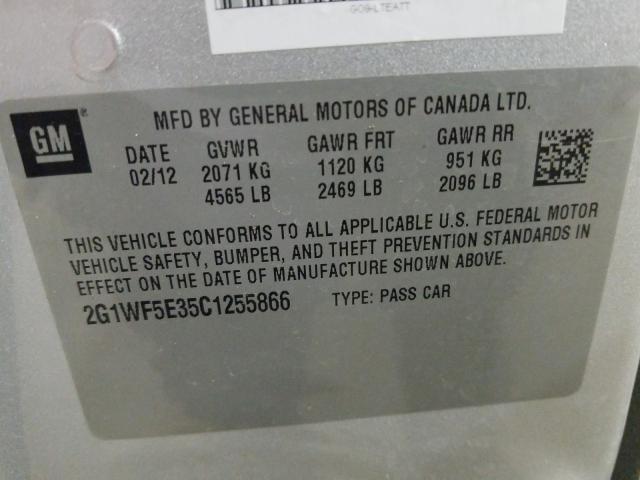 G09-LTEATT
MFD BY GENERAL MOTORS OF CANADA LTD.
GM®
DATE GVWR GAWR FRT GAWR RR
02/12 2071 KG 1120 KG 951 KG
4565 LB 2469 LB 2096 LB
THIS VEHICLE CONFORMS TO ALL APPLICABLE U.S. FEDERAL MOTOR
VEHICLE SAFETY, BUMPER, AND THEFT PREVENTION STANDARDS IN
EFFECT ON THE DATE OF MANUFACTURE SHOWN ABOVE.
2G1WF5E35C1255866 TYPE: PASS CAR